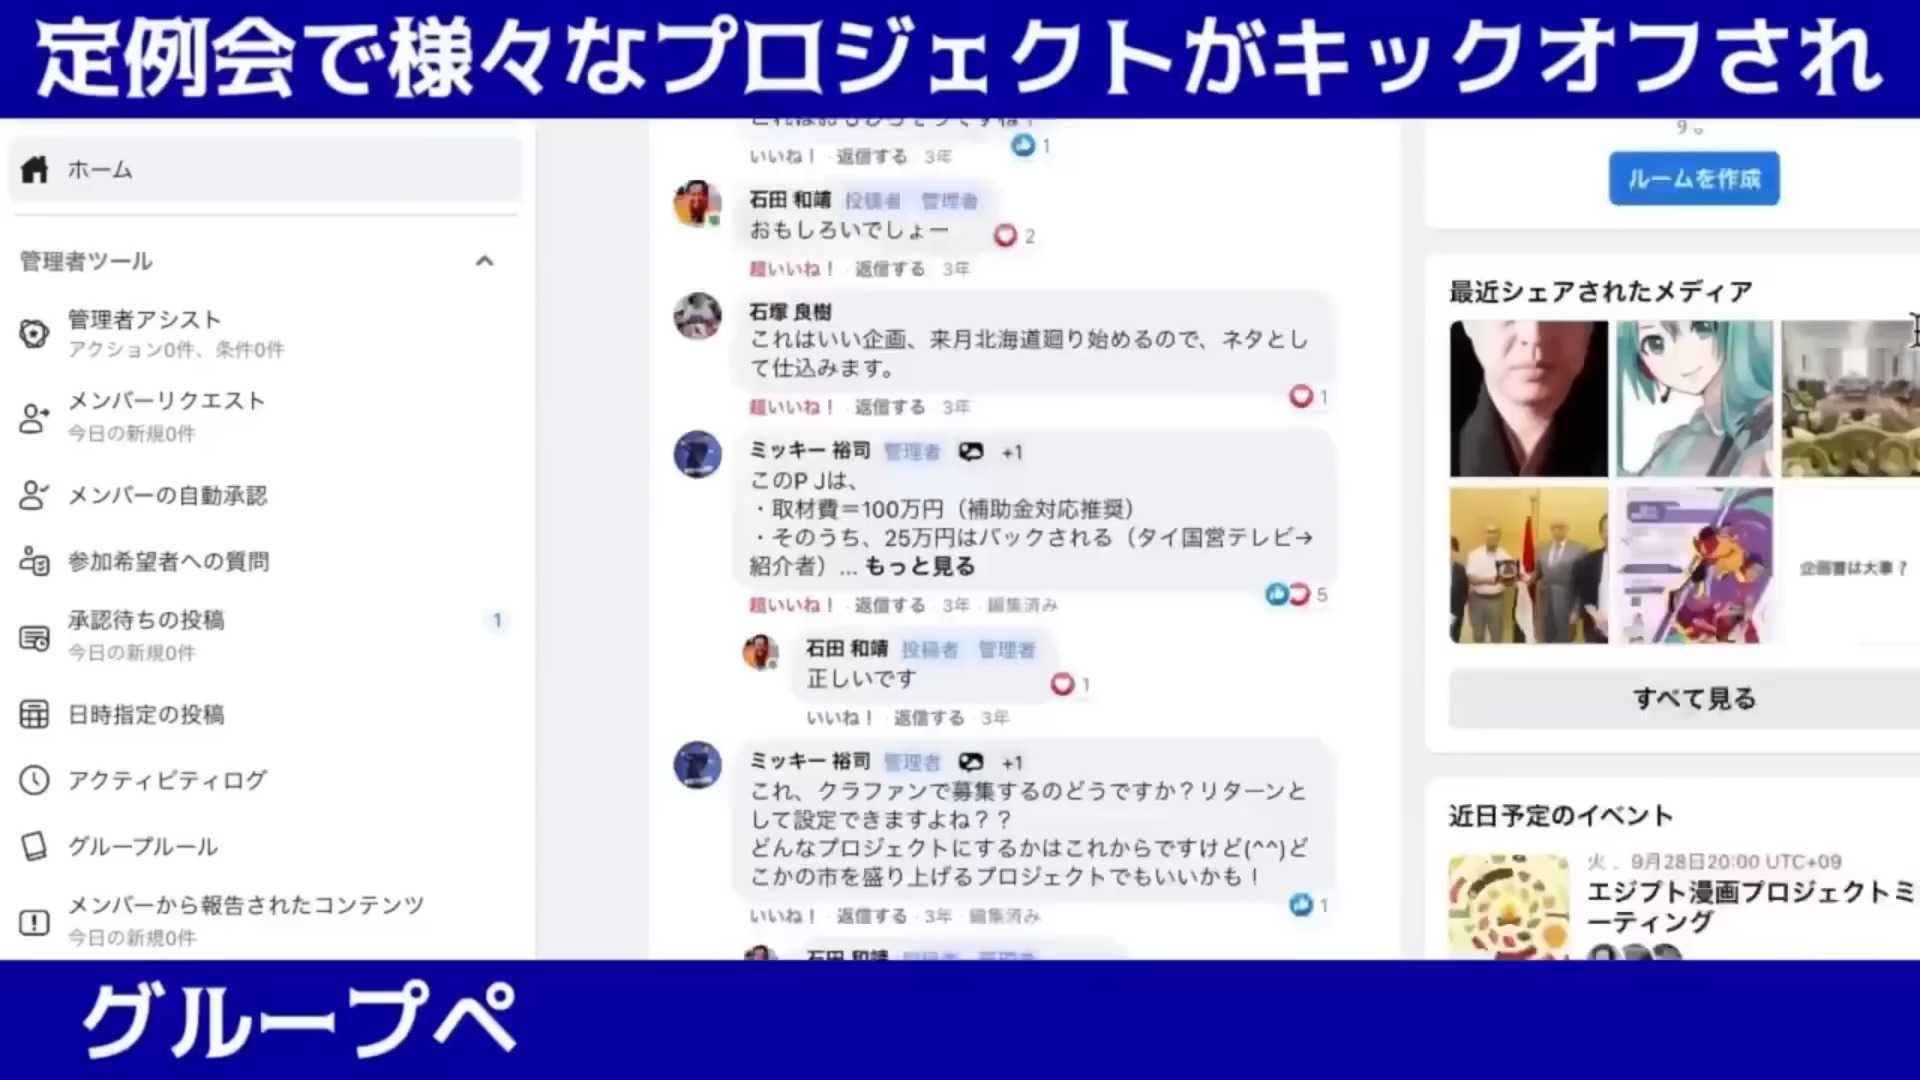 定例会で様々なプロジェクトがキックオフされ
ホーム
管理者ツール
管理者アシスト
アクション0件、条件0件
メンバーリクエスト
今日の新規0件
メンバーの自動承認
参加希望者への質問
承認待ちの投稿
1
今日の新規0件
日時指定の投稿
アクティビティログ
グループルール
メンバーから報告されたコンテンツ
今日の新規0件
いいね！ · 返信する 3年
1
石田 和靖 投稿者 管理者
おもしろいでしょー
2
超いいね！ · 返信する 3年
石塚 良樹
これはいい企画、来月北海道廻り始めるので、ネタとし
て仕込みます。
1
超いいね！ · 返信する 3年
ミッキー 裕司 管理者 +1
このPJは、
・取材費＝100万円（補助金対応推奨）
・そのうち、25万円はバックされる（タイ国営テレビ→
紹介者）... もっと見る
5
超いいね！ · 返信する · 3年 · 編集済み
石田 和靖 投稿者 管理者
正しいです
1
いいね！ · 返信する · 3年
ミッキー 裕司 管理者 +1
これ、クラファンで募集するのどうですか？リターンと
して設定できますよね？？
どんなプロジェクトにするかはこれからですけど(^^)ど
こかの市を盛り上げるプロジェクトでもいいかも！
1
いいね！ · 返信する · 3年 · 編集済み
石田 和靖 投稿者 管理者
ルームを作成
最近シェアされたメディア
企画書は大事？
すべて見る
近日予定のイベント
火．9月28日20:00 UTC+09
エジプト漫画プロジェクトミ
ーティング
グループペ